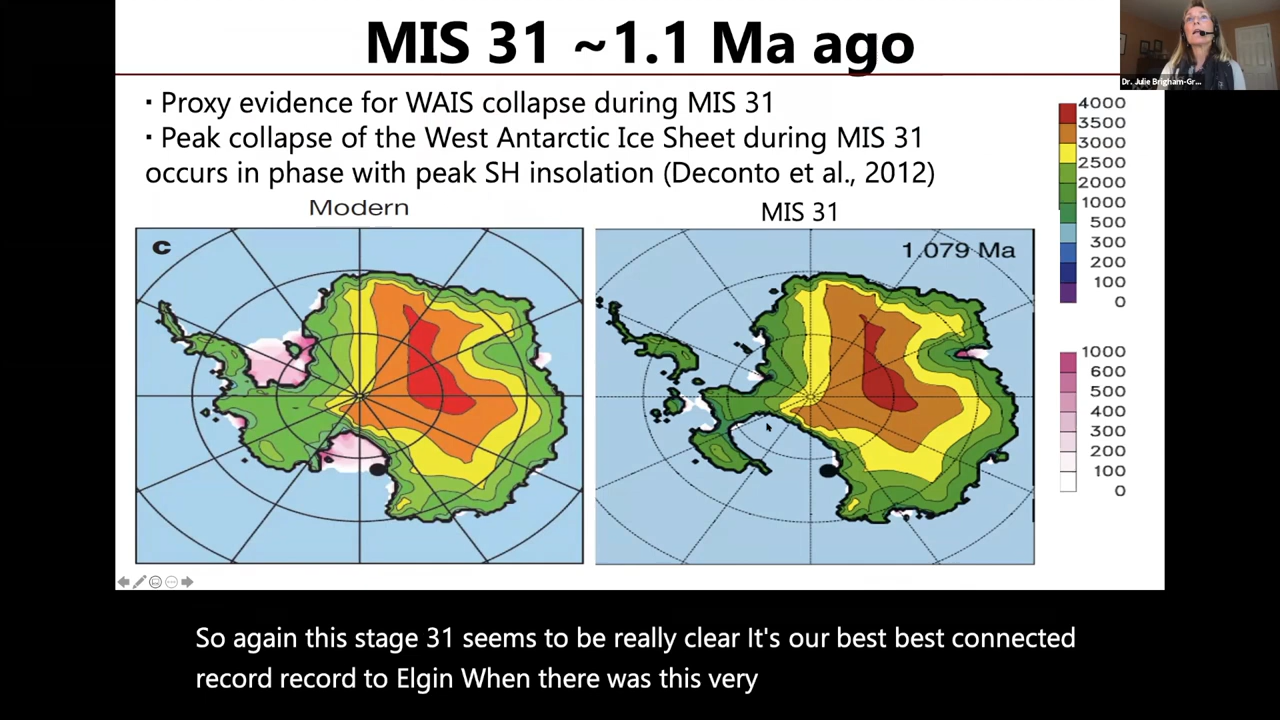 MIS 31 ~1.1 Ma ago
Dr. Julie Brigham-Gr...
· Proxy evidence for WAIS collapse during MIS 31
· Peak collapse of the West Antarctic Ice Sheet during MIS 31
occurs in phase with peak SH insolation (Deconto et al., 2012)
Modern
MIS 31
c
1.079 Ma
4000
3500
3000
2500
2000
1000
500
300
200
100
0
1000
600
500
400
300
200
100
0
So again this stage 31 seems to be really clear It's our best best connected
record record to Elgin When there was this very